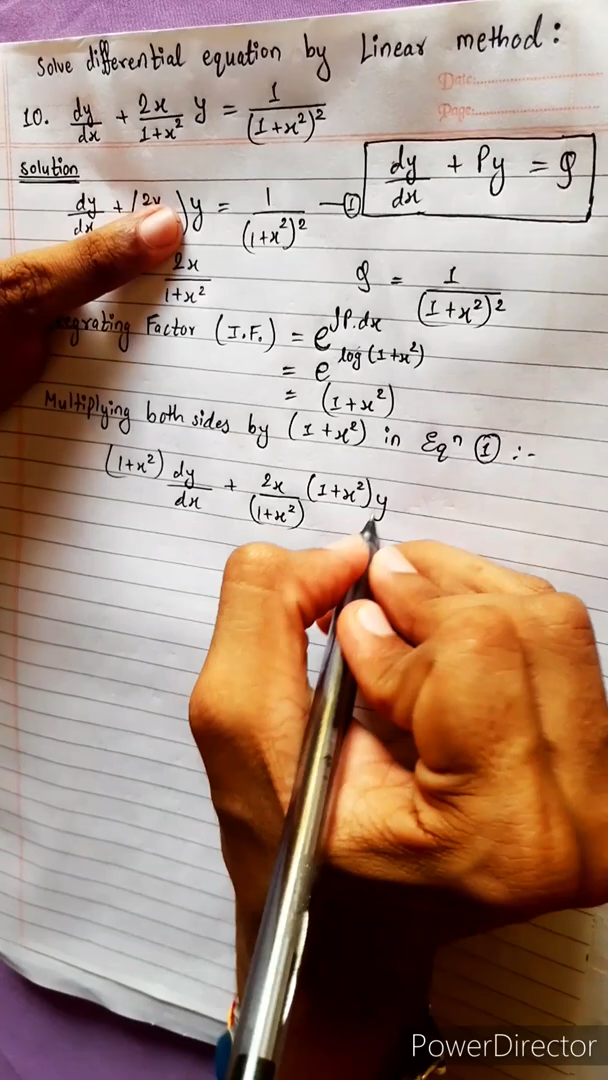 Solve differential equation by Linear method :
Date:
Page:
10. dy/dx + 2x/1+x² y = 1/(1+x²)²
Solution
dy/dx + Py = Q
dy/dx + (2x )y = 1/(1+x²)² — ①
2x/1+x² Q = 1/(1+x²)²
Factor (I.F.) = e^∫P.dx
= e^log(1+x²)
= (1+x²)
Multiplying both sides by (1+x²) in Eqⁿ ① :-
(1+x²) dy/dx + 2x/(1+x²) (1+x²)y
PowerDirector